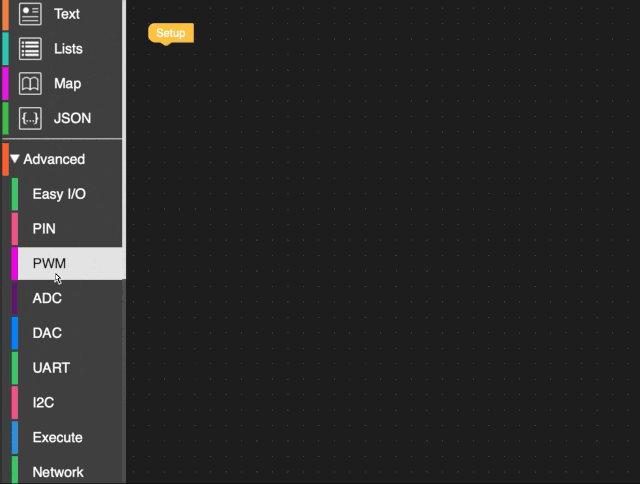 Text
Setup
Lists
Map
{...} JSON
Advanced
Easy I/O
PIN
PWM
ADC
DAC
UART
I2C
Execute
Network